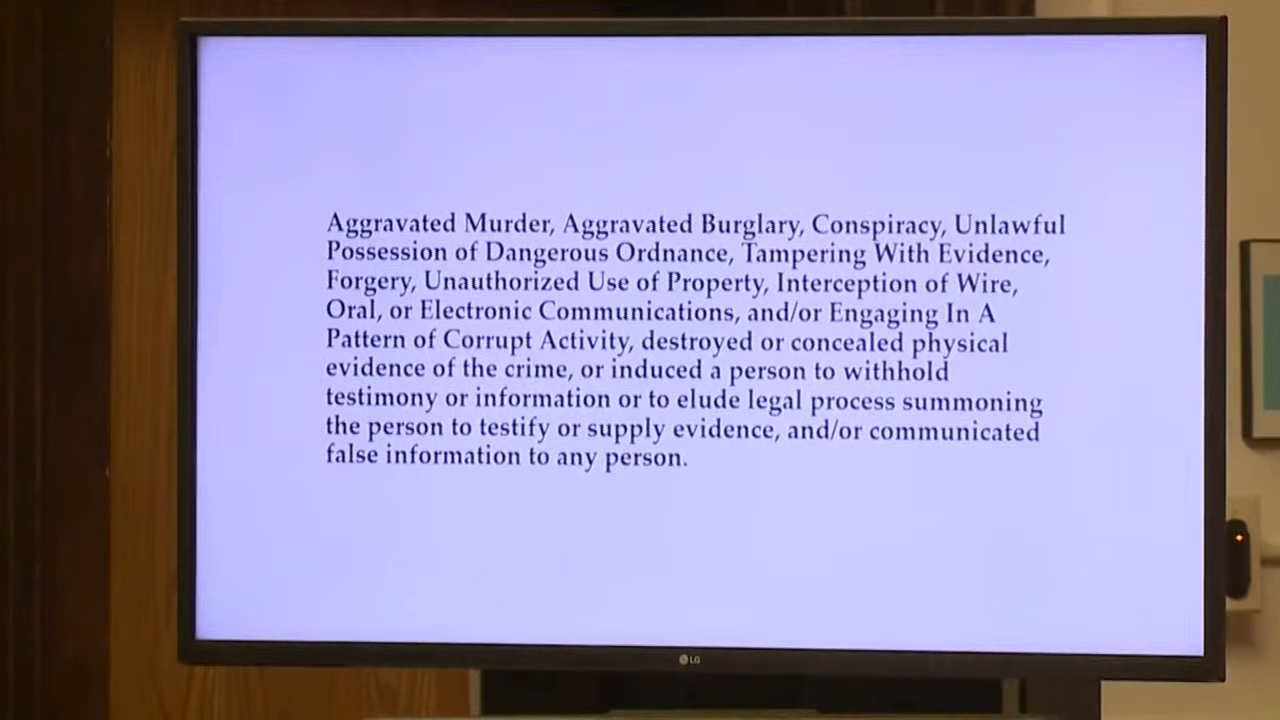 Aggravated Murder, Aggravated Burglary, Conspiracy, Unlawful
Possession of Dangerous Ordnance, Tampering With Evidence,
Forgery, Unauthorized Use of Property, Interception of Wire,
Oral, or Electronic Communications, and/or Engaging In A
Pattern of Corrupt Activity, destroyed or concealed physical
evidence of the crime, or induced a person to withhold
testimony or information or to elude legal process summoning
the person to testify or supply evidence, and/or communicated
false information to any person.
LG